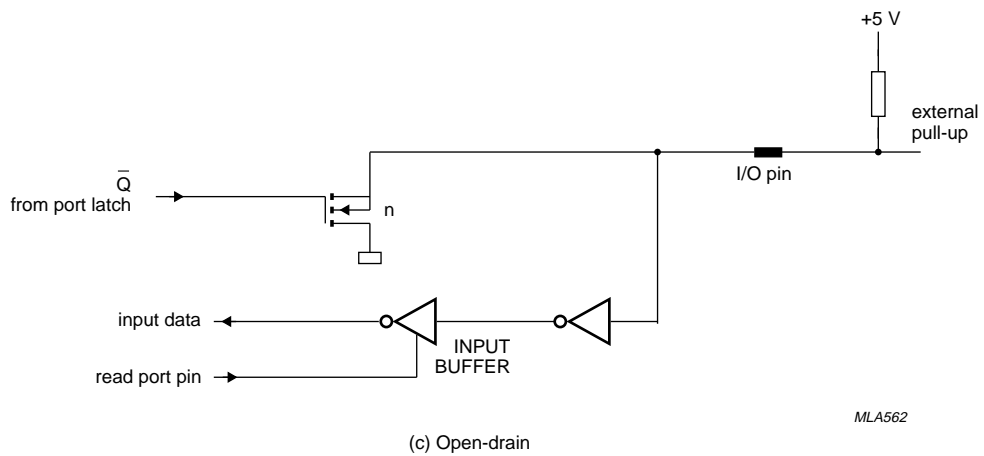 +5 V
external
pull-up
I/O pin
Q̅
from port latch
n
input data
INPUT
BUFFER
read port pin
MLA562
(c) Open-drain